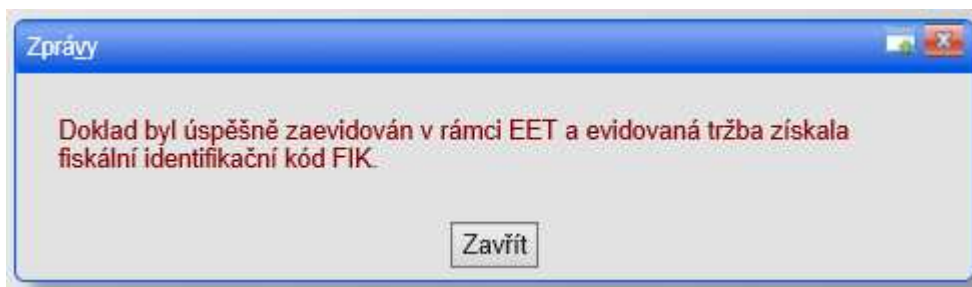 Zprávy
Doklad byl úspěšně zaevidován v rámci EET a evidovaná tržba získala
fiskální identifikační kód FIK.
Zavřít